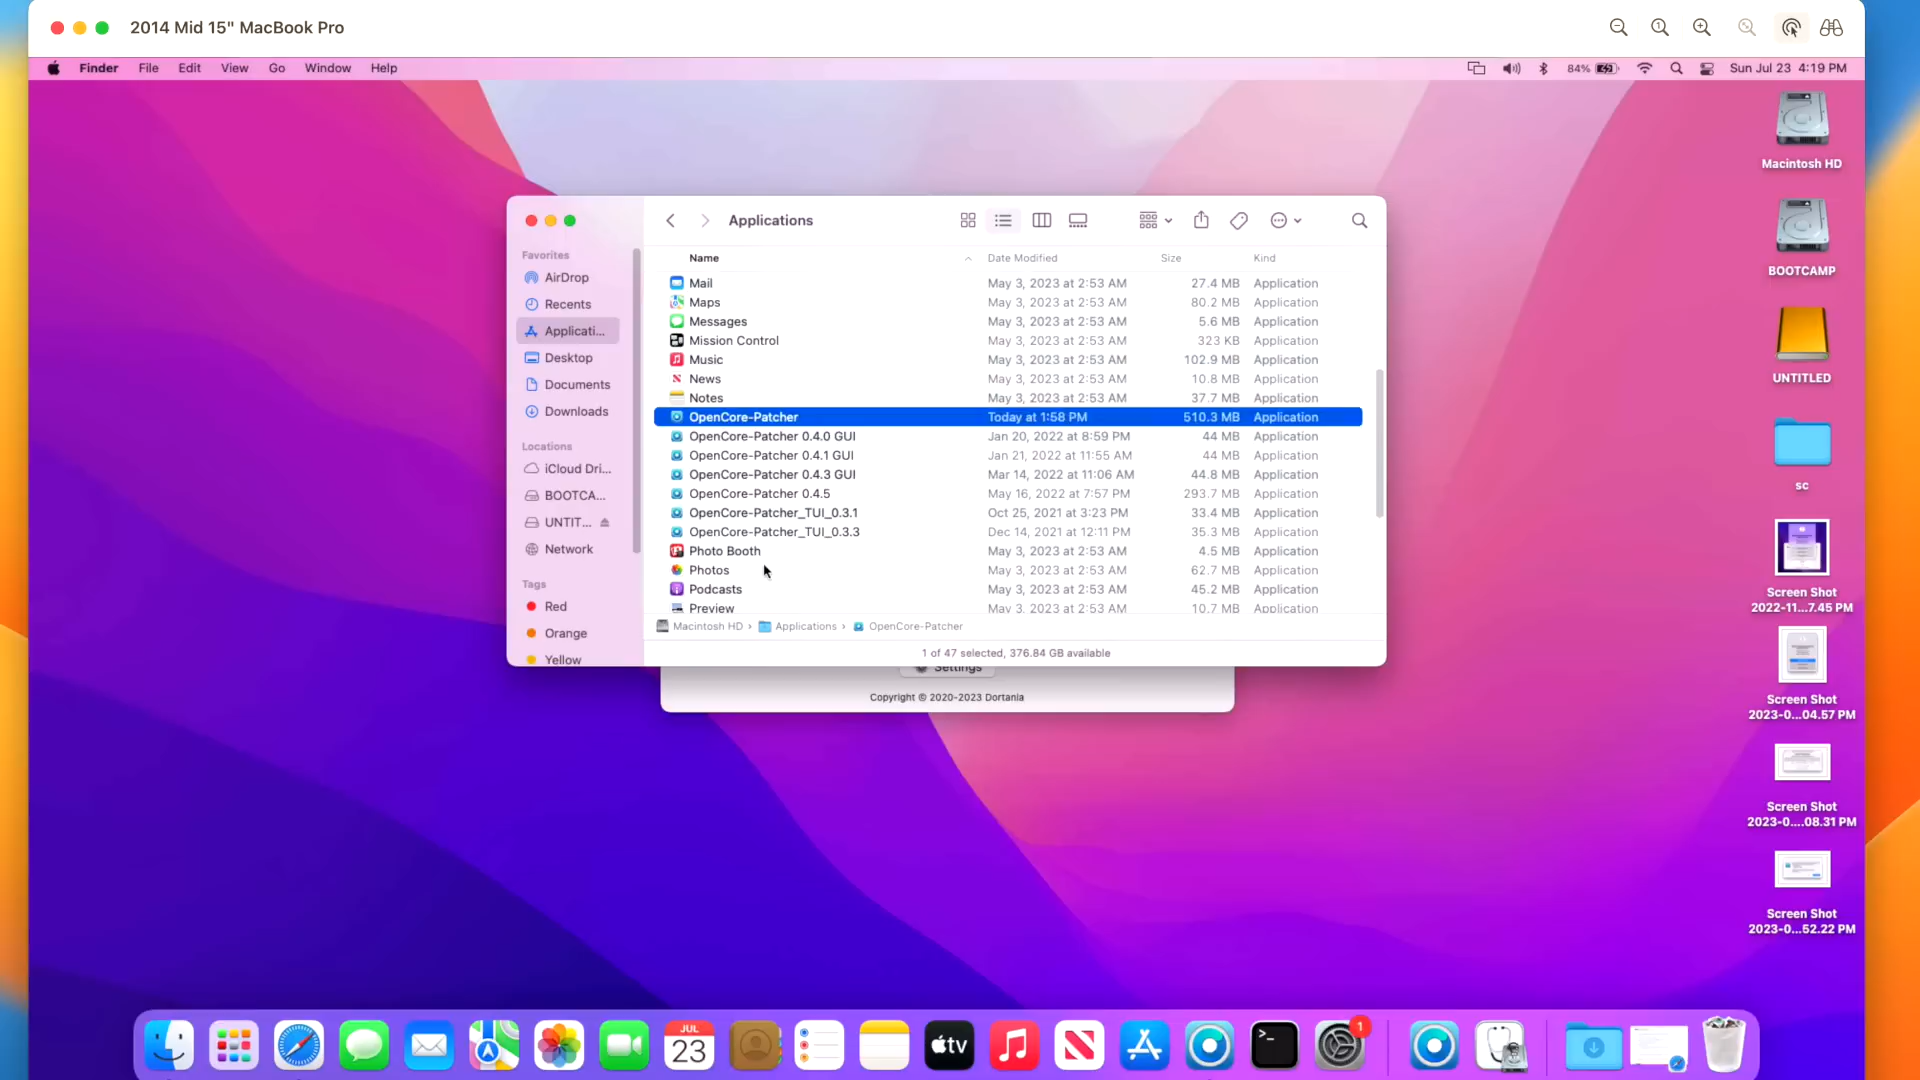 2014 Mid 15" MacBook Pro
Finder File Edit View Go Window Help
84% Sun Jul 23 4:19 PM
Macintosh HD
BOOTCAMP
UNTITLED
sc
Screen Shot
2022-11...7.45 PM
Screen Shot
2023-0...04.57 PM
Screen Shot
2023-0....08.31 PM
Screen Shot
2023-0...52.22 PM
Applications
Favorites
AirDrop
Recents
Applicati...
Desktop
Documents
Downloads
Locations
iCloud Dri...
BOOTCA...
UNTIT...
Network
Tags
Red
Orange
Yellow
Name Date Modified Size Kind
Mail May 3, 2023 at 2:53 AM 27.4 MB Application
Maps May 3, 2023 at 2:53 AM 80.2 MB Application
Messages May 3, 2023 at 2:53 AM 5.6 MB Application
Mission Control May 3, 2023 at 2:53 AM 323 KB Application
Music May 3, 2023 at 2:53 AM 102.9 MB Application
News May 3, 2023 at 2:53 AM 10.8 MB Application
Notes May 3, 2023 at 2:53 AM 37.7 MB Application
OpenCore-Patcher Today at 1:58 PM 510.3 MB Application
OpenCore-Patcher 0.4.0 GUI Jan 20, 2022 at 8:59 PM 44 MB Application
OpenCore-Patcher 0.4.1 GUI Jan 21, 2022 at 11:55 AM 44 MB Application
OpenCore-Patcher 0.4.3 GUI Mar 14, 2022 at 11:06 AM 44.8 MB Application
OpenCore-Patcher 0.4.5 May 16, 2022 at 7:57 PM 293.7 MB Application
OpenCore-Patcher_TUI_0.3.1 Oct 25, 2021 at 3:23 PM 33.4 MB Application
OpenCore-Patcher_TUI_0.3.3 Dec 14, 2021 at 12:11 PM 35.3 MB Application
Photo Booth May 3, 2023 at 2:53 AM 4.5 MB Application
Photos May 3, 2023 at 2:53 AM 62.7 MB Application
Podcasts May 3, 2023 at 2:53 AM 45.2 MB Application
Preview May 3, 2023 at 2:53 AM 10.7 MB Application
Macintosh HD › Applications › OpenCore-Patcher
1 of 47 selected, 376.84 GB available
Settings
Copyright © 2020-2023 Dortania
JUL
23
tv
1